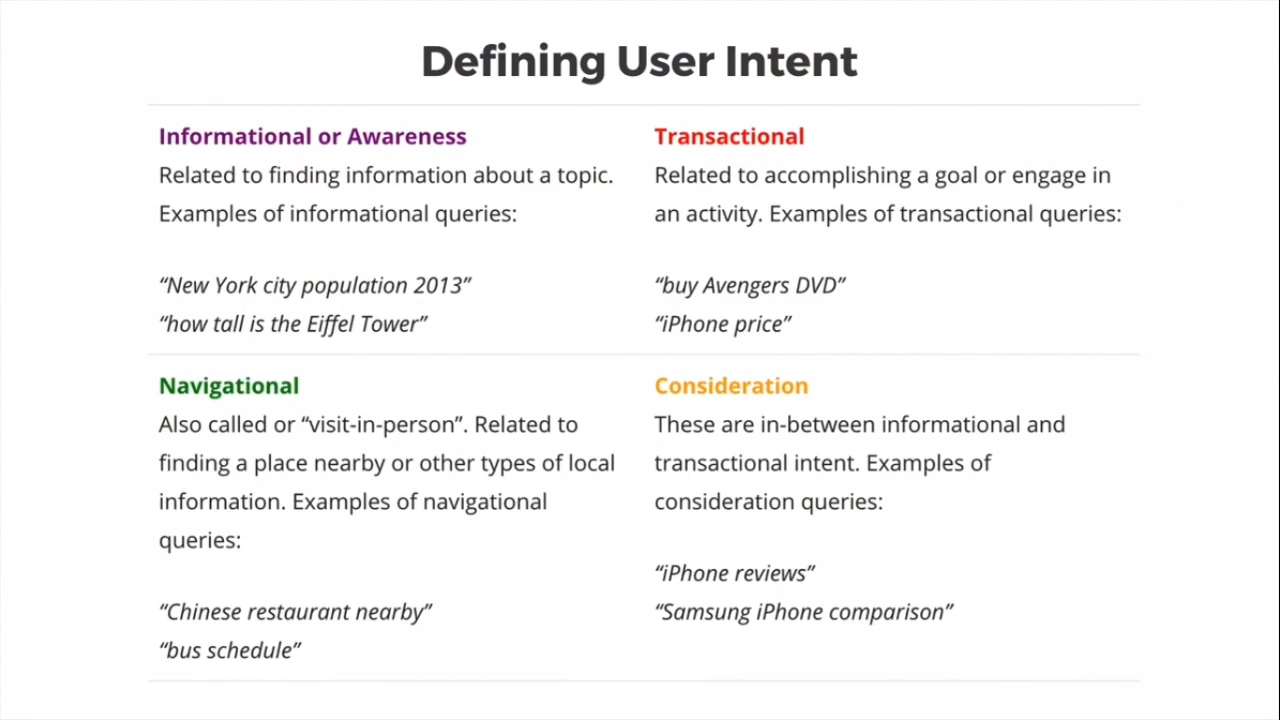 Defining User Intent
Informational or Awareness
Related to finding information about a topic.
Examples of informational queries:
“New York city population 2013”
“how tall is the Eiffel Tower”
Transactional
Related to accomplishing a goal or engage in
an activity. Examples of transactional queries:
“buy Avengers DVD”
“iPhone price”
Navigational
Also called or “visit-in-person”. Related to
finding a place nearby or other types of local
information. Examples of navigational
queries:
“Chinese restaurant nearby”
“bus schedule”
Consideration
These are in-between informational and
transactional intent. Examples of
consideration queries:
“iPhone reviews”
“Samsung iPhone comparison”